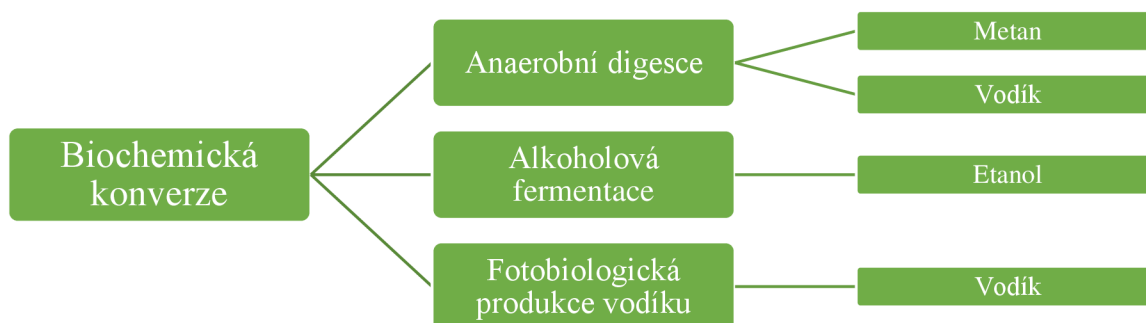 Biochemická
konverze
Anaerobní digesce
Metan
Vodík
Alkoholová
fermentace
Etanol
Fotobiologická
produkce vodíku
Vodík